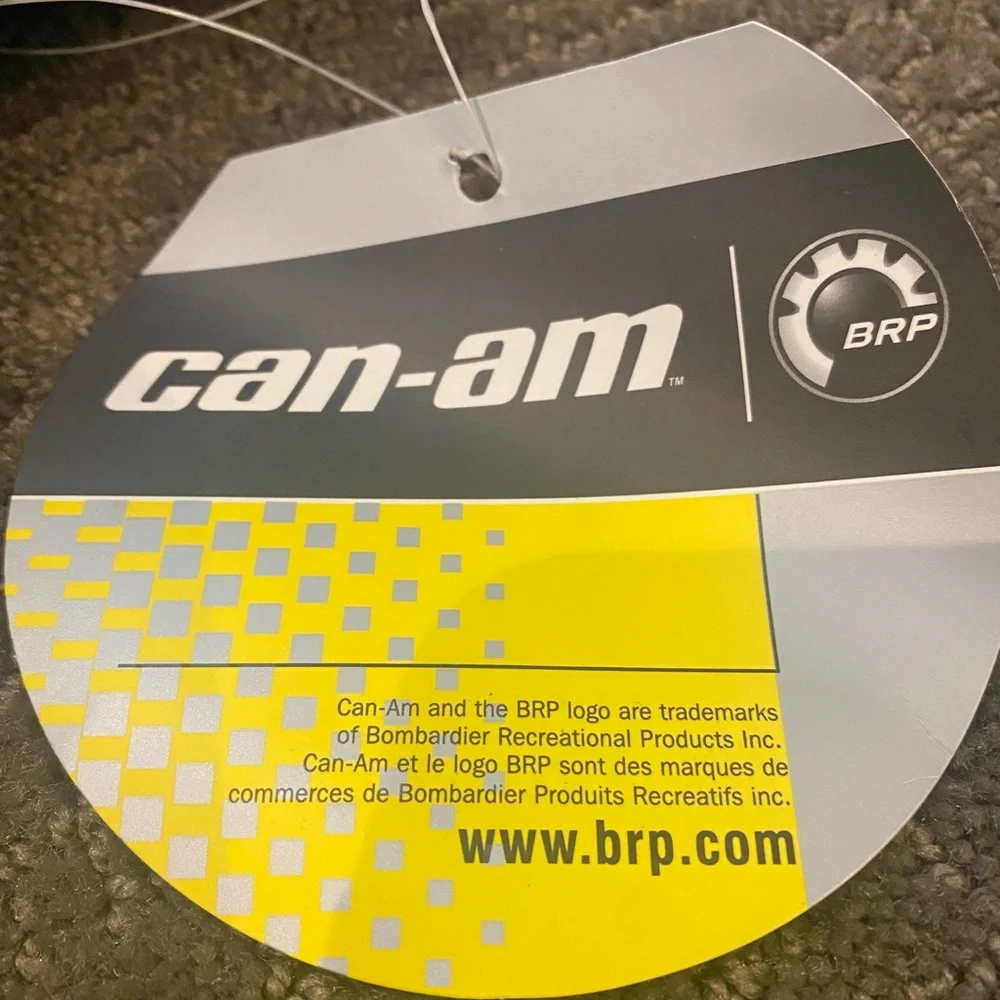 can-am™
BRP
Can-Am and the BRP logo are trademarks
of Bombardier Recreational Products Inc.
Can-Am et le logo BRP sont des marques de
commerces de Bombardier Produits Recreatifs inc.
www.brp.com